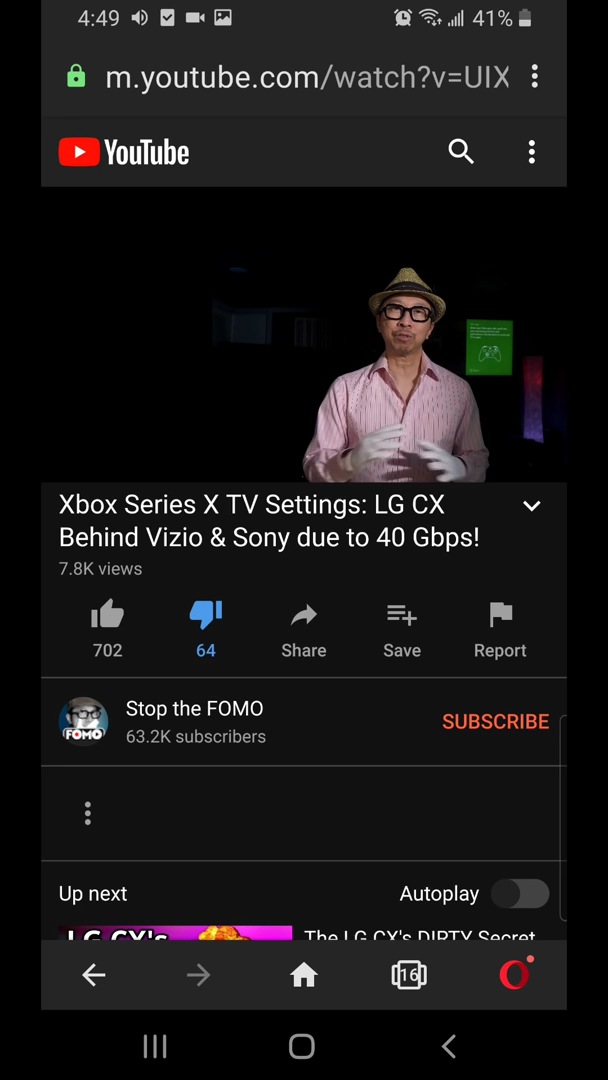 4:49
41%
m.youtube.com/watch?v=UIX
YouTube
Xbox Series X TV Settings: LG CX
Behind Vizio & Sony due to 40 Gbps!
7.8K views
702
64
Share
Save
Report
Stop the FOMO
63.2K subscribers
SUBSCRIBE
FOMO
Up next
Autoplay
LG CX's
The LG CX's DIRTY Secret
16